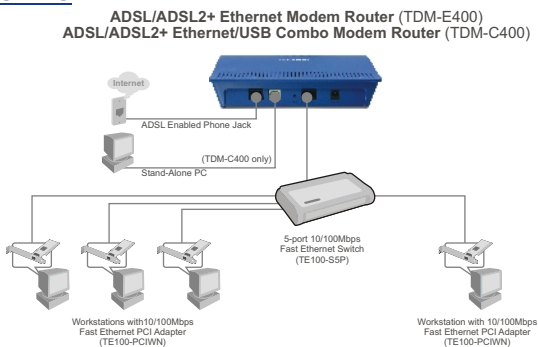 ADSL/ADSL2+ Ethernet Modem Router (TDM-E400)
ADSL/ADSL2+ Ethernet/USB Combo Modem Router (TDM-C400)
Internet
ADSL Enabled Phone Jack
(TDM-C400 only)
Stand-Alone PC
5-port 10/100Mbps
Fast Ethernet Switch
(TE100-S5P)
Workstations with10/100Mbps
Fast Ethernet PCI Adapter
(TE100-PCIWN)
Workstation with 10/100Mbps
Fast Ethernet PCI Adapter
(TE100-PCIWN)